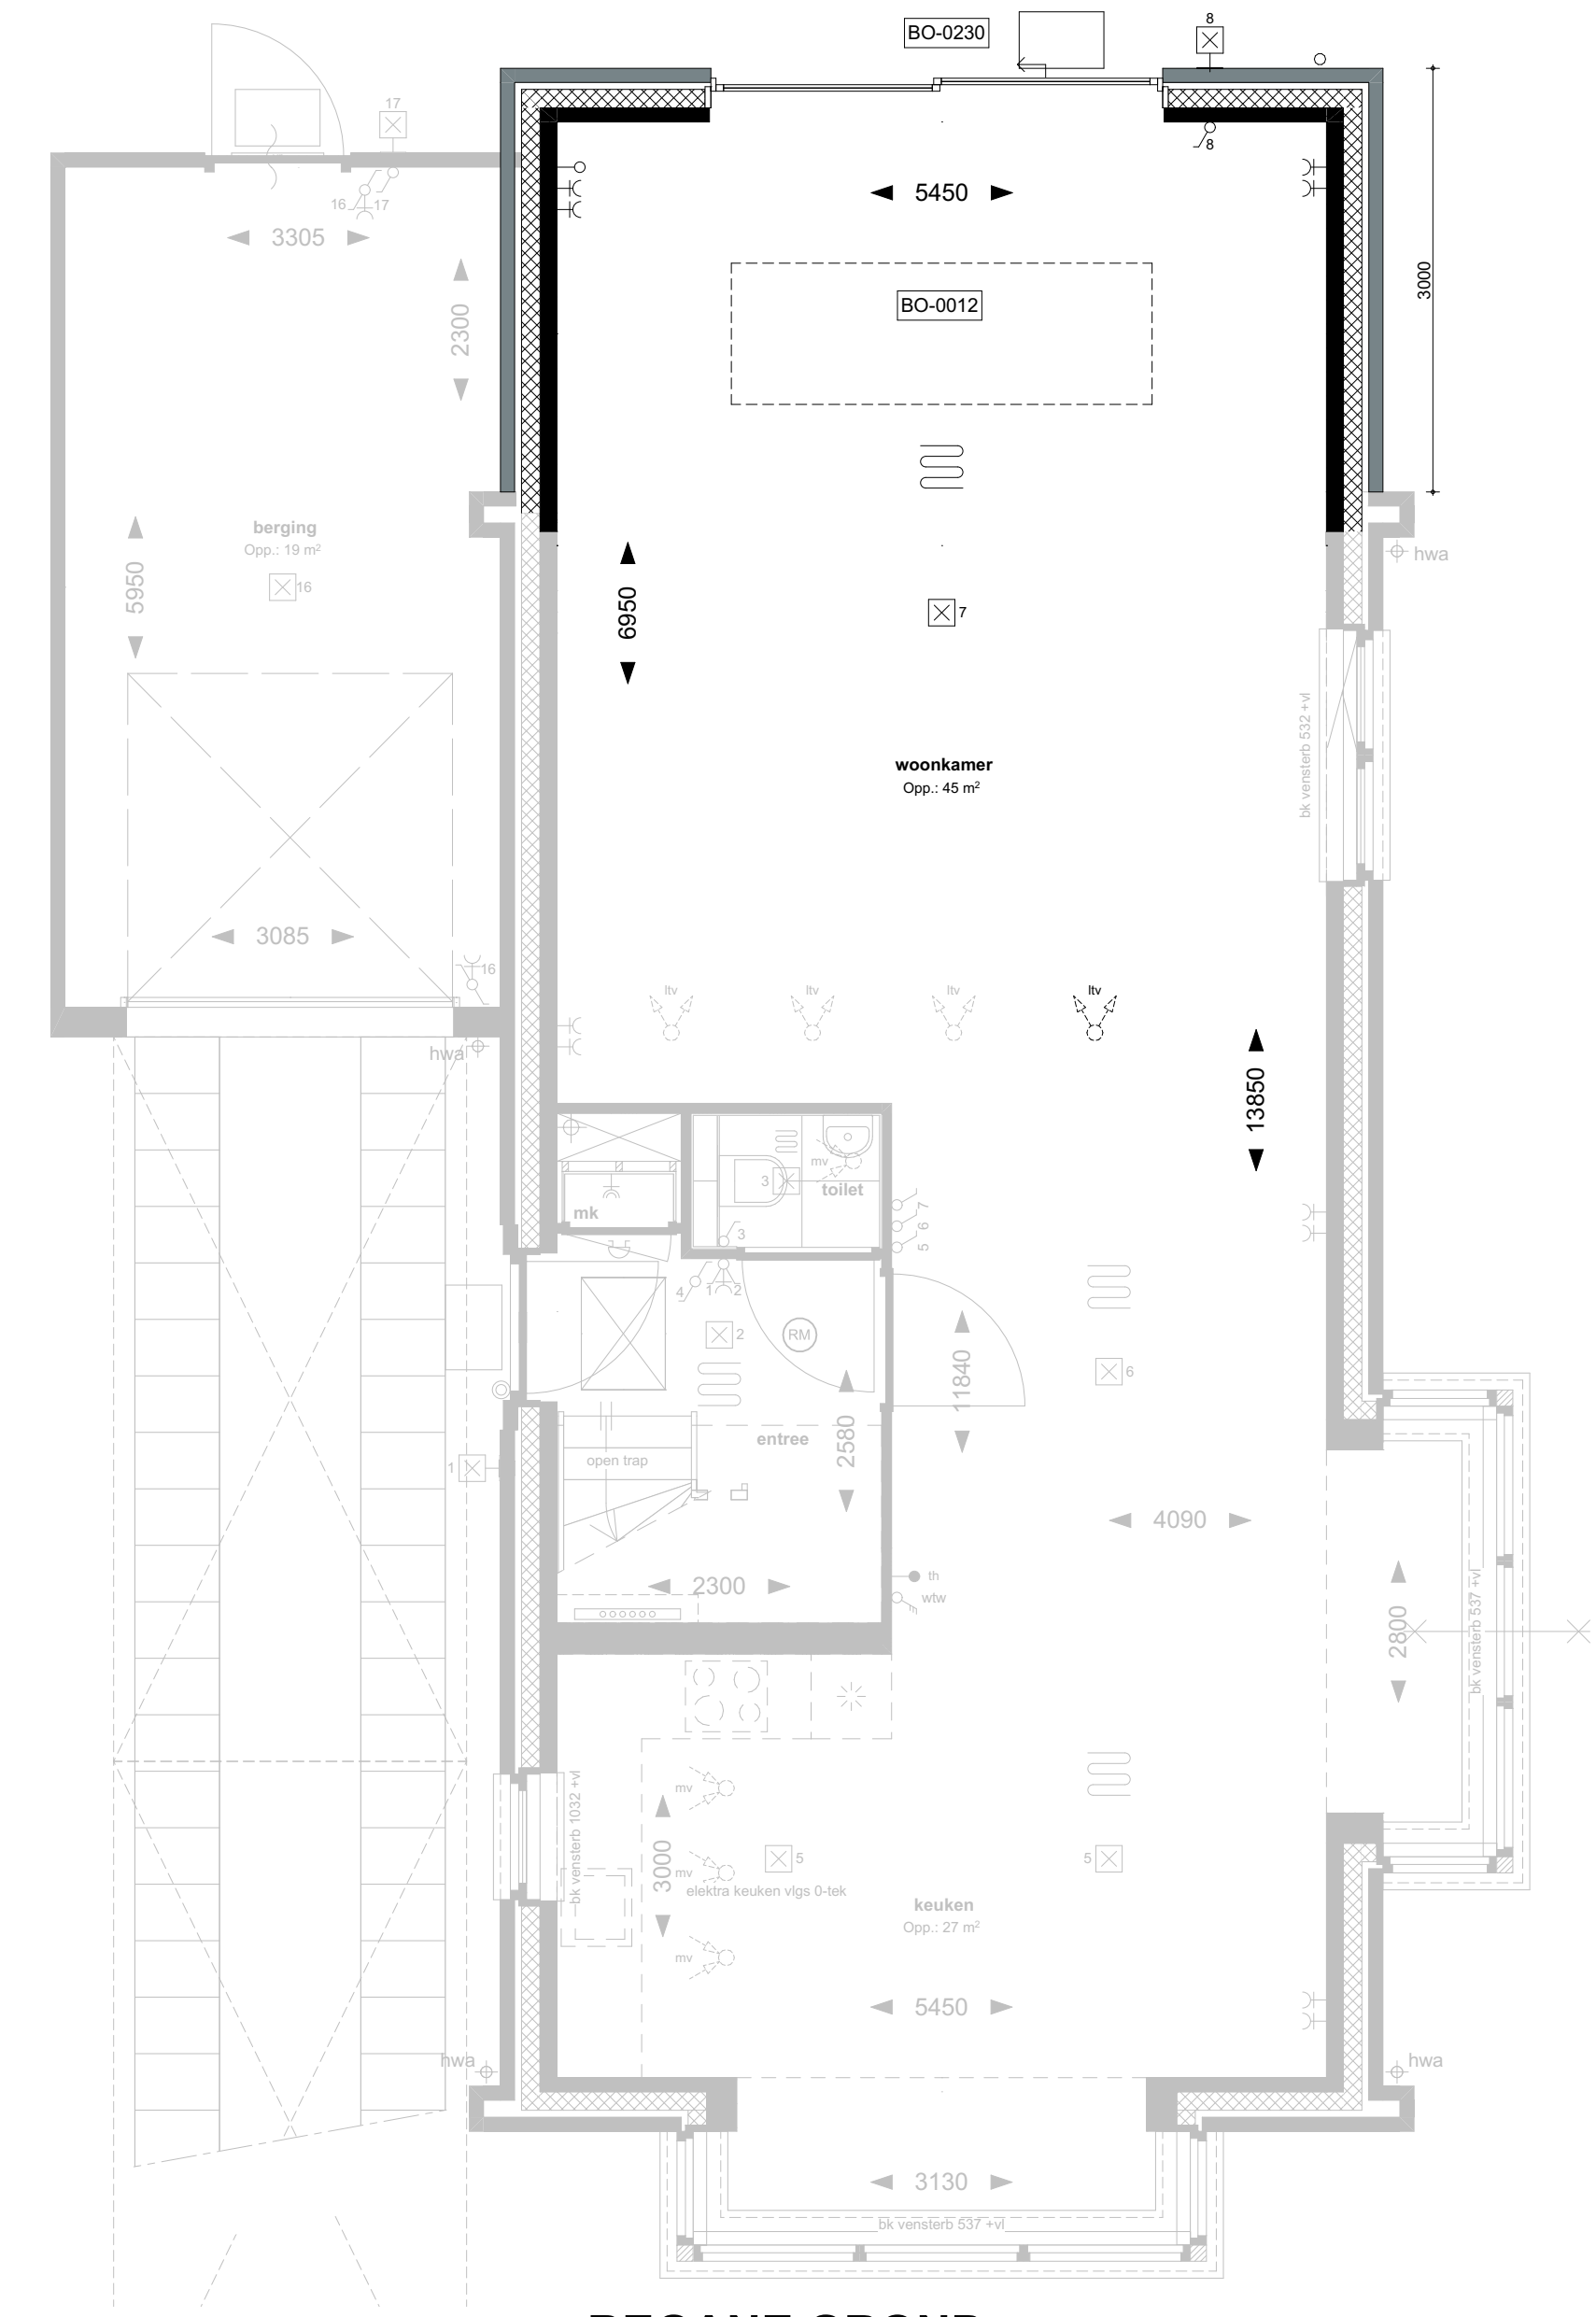 BO-0230
8
17
8
16
17
5450
3305
3000
2300
BO-0012
berging
Opp.: 19 m²
hwa
5950
16
6950
7
bk vensterb 532 +vl
woonkamer
Opp.: 45 m²
3085
16
ltv
ltv
ltv
ltv
hwa
13850
mv
3
toilet
mk
7
6
5
3
4
1
2
2
RM
11840
6
entree
2580
open trap
1
4090
th
wtw
2300
2800
bk vensterb 537 +vl
mv
bk vensterb 1032 +vl
3000
5
5
mv
elektra keuken vlgs 0-tek
keuken
Opp.: 27 m²
mv
5450
hwa
hwa
3130
bk vensterb 537 +vl